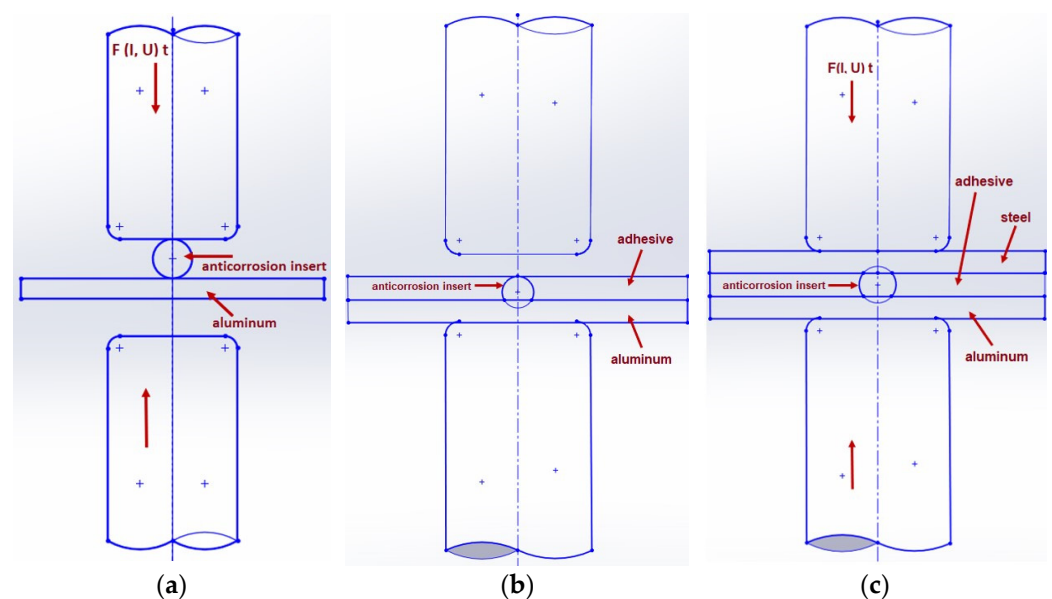 F (I, U) t
anticorrosion insert
aluminum
(a)
adhesive
anticorrosion insert
aluminum
(b)
F(I, U) t
adhesive
steel
anticorrosion insert
aluminum
(c)